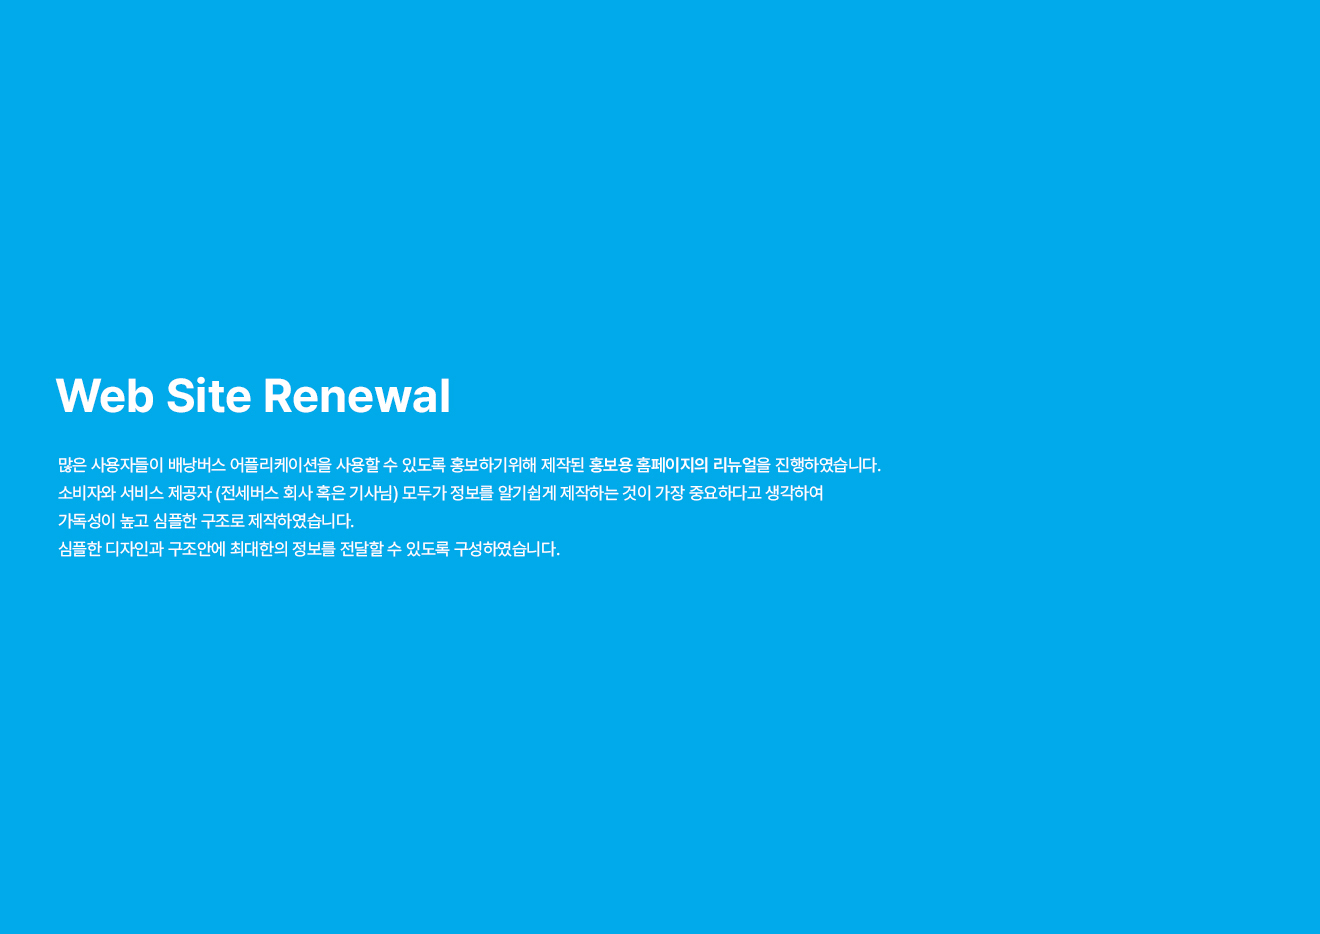 Web Site Renewal
많은 사용자들이 배낭버스 어플리케이션을 사용할 수 있도록 홍보하기위해 제작된 홍보용 홈페이지의 리뉴얼을 진행하였습니다.
소비자와 서비스 제공자 (전세버스 회사 혹은 기사님) 모두가 정보를 알기쉽게 제작하는 것이 가장 중요하다고 생각하여
가독성이 높고 심플한 구조로 제작하였습니다.
심플한 디자인과 구조안에 최대한의 정보를 전달할 수 있도록 구성하였습니다.